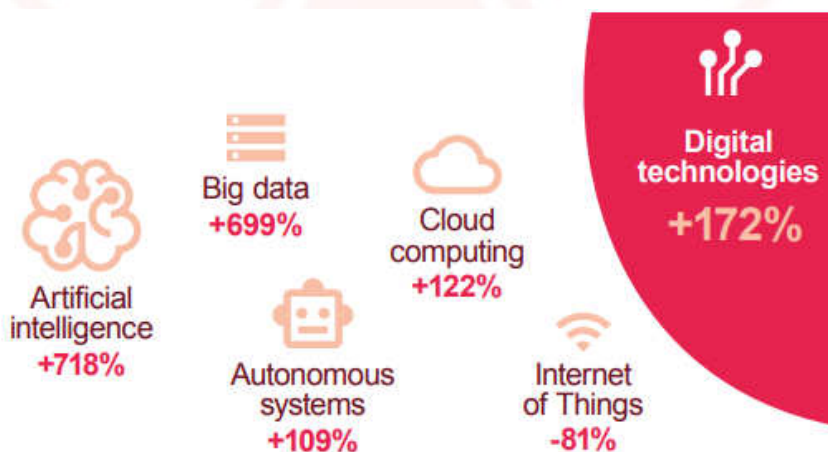 Digital
technologies
+172%
Big data
+699%
Cloud
computing
+122%
Artificial
intelligence
+718%
Autonomous
systems
+109%
Internet
of Things
-81%